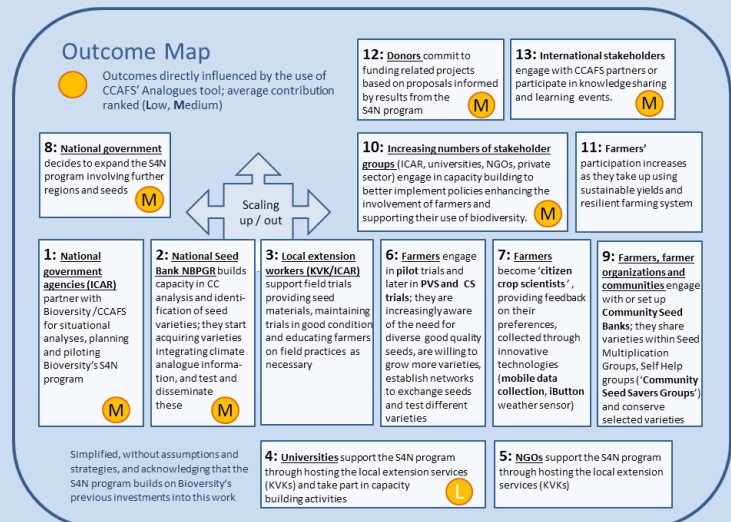 Outcome Map
Outcomes directly influenced by the use of
CCAFS' Analogues tool; average contribution
ranked (Low, Medium)
12: Donors commit to
funding related projects
based on proposals informed
by results from the
S4N program
M
13: International stakeholders
engage with CCAFS partners or
participate in knowledge sharing
and learning events.
M
8: National government
decides to expand the S4N
program involving further
regions and seeds
M
Scaling
up / out
10: Increasing numbers of stakeholder
groups (ICAR, universities, NGOs, private
sector) engage in capacity building to
better implement policies enhancing the
involvement of farmers and
supporting their use of biodiversity.
M
11: Farmers'
participation increases
as they take up using
sustainable yields and
resilient farming system
1: National
government
agencies (ICAR)
partner with
Bioversity /CCAFS
for situational
analyses, planning
and piloting
Bioversity's S4N
program
M
2: National Seed
Bank NBPGR builds
capacity in CC
analysis and identi-
fication of seed
varieties; they start
acquiring varieties
integrating climate
analogue informa-
tion, and test and
disseminate
these
M
3: Local extension
workers (KVK/ICAR)
support field trials
providing seed
materials, maintaining
trials in good condition
and educating farmers
on field practices as
necessary
6: Farmers engage
in pilot trials and
later in PVS and CS
trials; they are
increasingly aware
of the need for
diverse good quality
seeds, are willing to
grow more varieties,
establish networks
to exchange seeds
and test different
varieties
7: Farmers
become 'citizen
crop scientists' ,
providing feedback
on their
preferences,
collected through
innovative
technologies
(mobile data
collection, iButton
weather sensor)
9: Farmers, farmer
organizations and
communities engage
with or set up
Community Seed
Banks; they share
varieties within Seed
Multiplication
Groups, Self Help
groups ('Community
Seed Savers Groups')
and conserve
selected varieties
Simplified, without assumptions and
strategies, and acknowledging that the
S4N program builds on Bioversity's
previous investments into this work
4: Universities support the S4N program
through hosting the local extension services
(KVKs) and take part in capacity
building activities
L
5: NGOs support the S4N program
through hosting the local extension
services (KVKs)